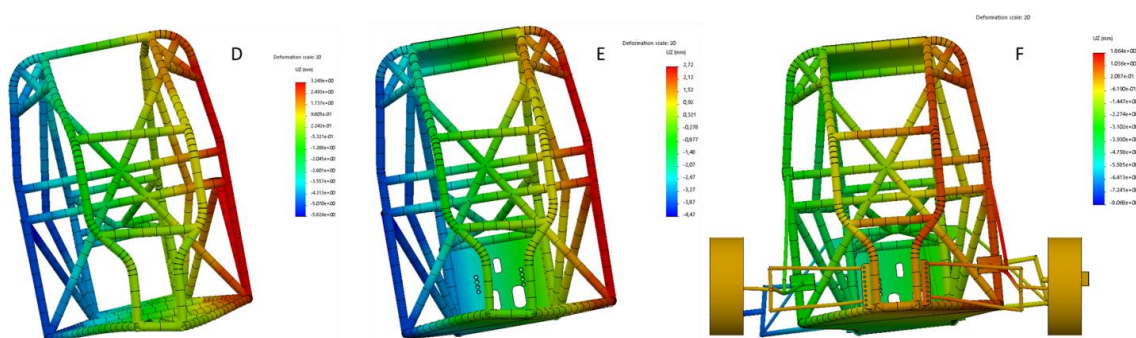 D
Deformation scale: 20
UZ (mm)
3.249e+00
2.493e+00
1.737e+00
9.805e-01
2.242e-01
-5.321e-01
-1.288e+00
-2.045e+00
-2.801e+00
-3.557e+00
-4.313e+00
-5.070e+00
-5.826e+00
E
Deformation scale: 20
UZ (mm)
2,72
2,12
1,52
0,92
0,321
-0,278
-0,877
-1,48
-2,07
-2,67
-3,27
-3,87
-4,47
Deformation scale: 20
F
UZ (mm)
1.864e+00
1.036e+00
2.087e-01
-6.190e-01
-1.447e+00
-2.274e+00
-3.102e+00
-3.930e+00
-4.758e+00
-5.585e+00
-6.413e+00
-7.241e+00
-8.068e+00